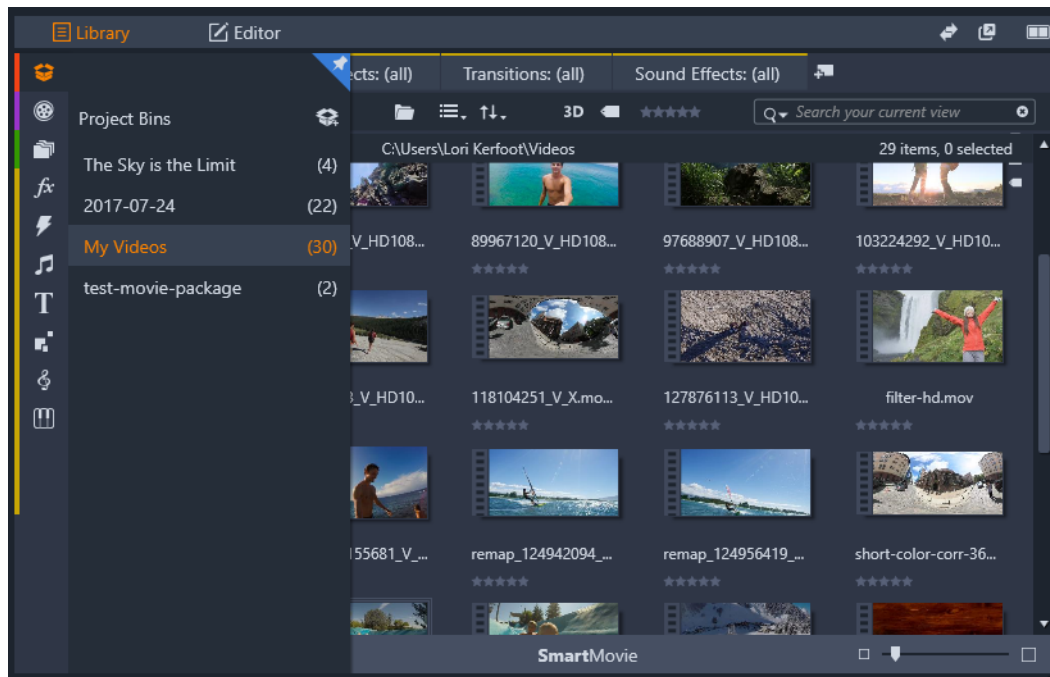 Library Editor
ects: (all) Transitions: (all) Sound Effects: (all)
Project Bins 3D Search your current view
C:\Users\Lori Kerfoot\Videos 29 items, 0 selected
The Sky is the Limit (4)
2017-07-24 (22)
My Videos (30)
test-movie-package (2)
fx
T
_V_HD108... 89967120_V_HD108... 97688907_V_HD108... 103224292_V_HD10...
_V_HD10... 118104251_V_X.mo... 127876113_V_HD10... filter-hd.mov
155681_V_... remap_124942094_... remap_124956419_... short-color-corr-36...
SmartMovie